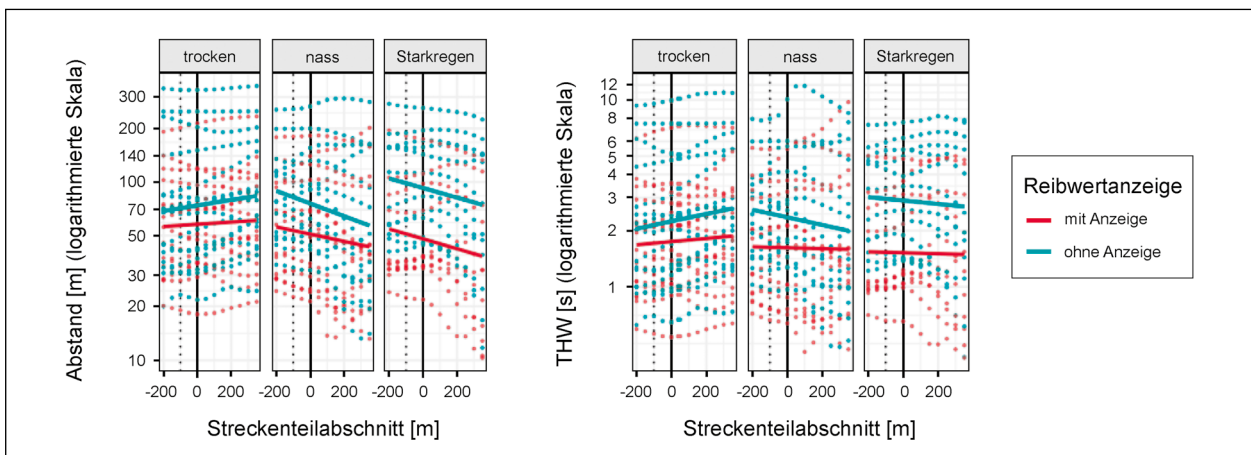 trocken nass Starkregen
Abstand [m] (logarithmierte Skala)
300
200
140
100
70
50
30
20
10
-200 0 200 -200 0 200 -200 0 200
Streckenteilabschnitt [m]
trocken nass Starkregen
THW [s] (logarithmierte Skala)
12
10
8
6
5
4
3
2
1
-200 0 200 -200 0 200 -200 0 200
Streckenteilabschnitt [m]
Reibwertanzeige
mit Anzeige
ohne Anzeige